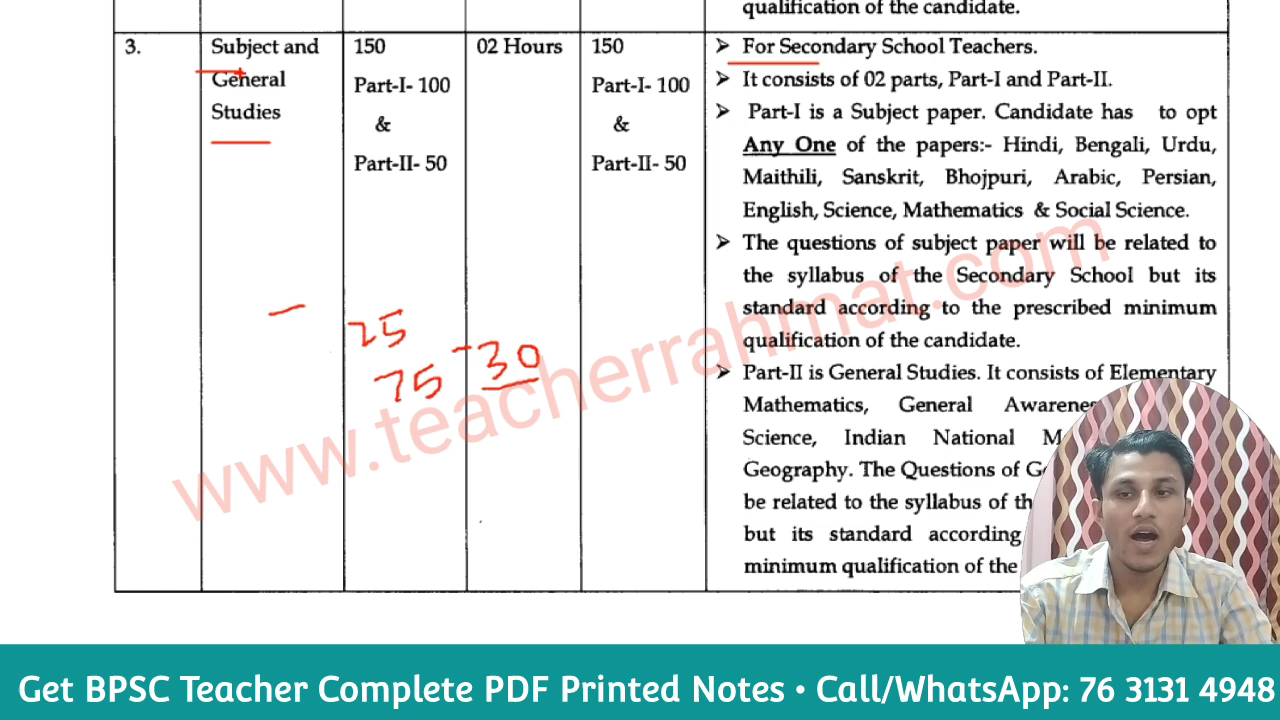 qualification of the candidate.
3.
Subject and
General
Studies
150
Part-I- 100
&
Part-II- 50
02 Hours
150
Part-I- 100
&
Part-II- 50
➤ For Secondary School Teachers.
➤ It consists of 02 parts, Part-I and Part-II.
➤ Part-I is a Subject paper. Candidate has to opt
Any One of the papers:- Hindi, Bengali, Urdu,
Maithili, Sanskrit, Bhojpuri, Arabic, Persian,
English, Science, Mathematics & Social Science.
➤ The questions of subject paper will be related to
the syllabus of the Secondary School but its
standard according to the prescribed minimum
qualification of the candidate.
➤ Part-II is General Studies. It consists of Elementary
Mathematics, General
Science, Indian National
Geography. The Questions of
be related to the syllabus of
but its standard according
minimum qualification of the
25
75 - 30
www.teacherrahmat.com
Get BPSC Teacher Complete PDF Printed Notes • Call/WhatsApp: 76 3131 4948